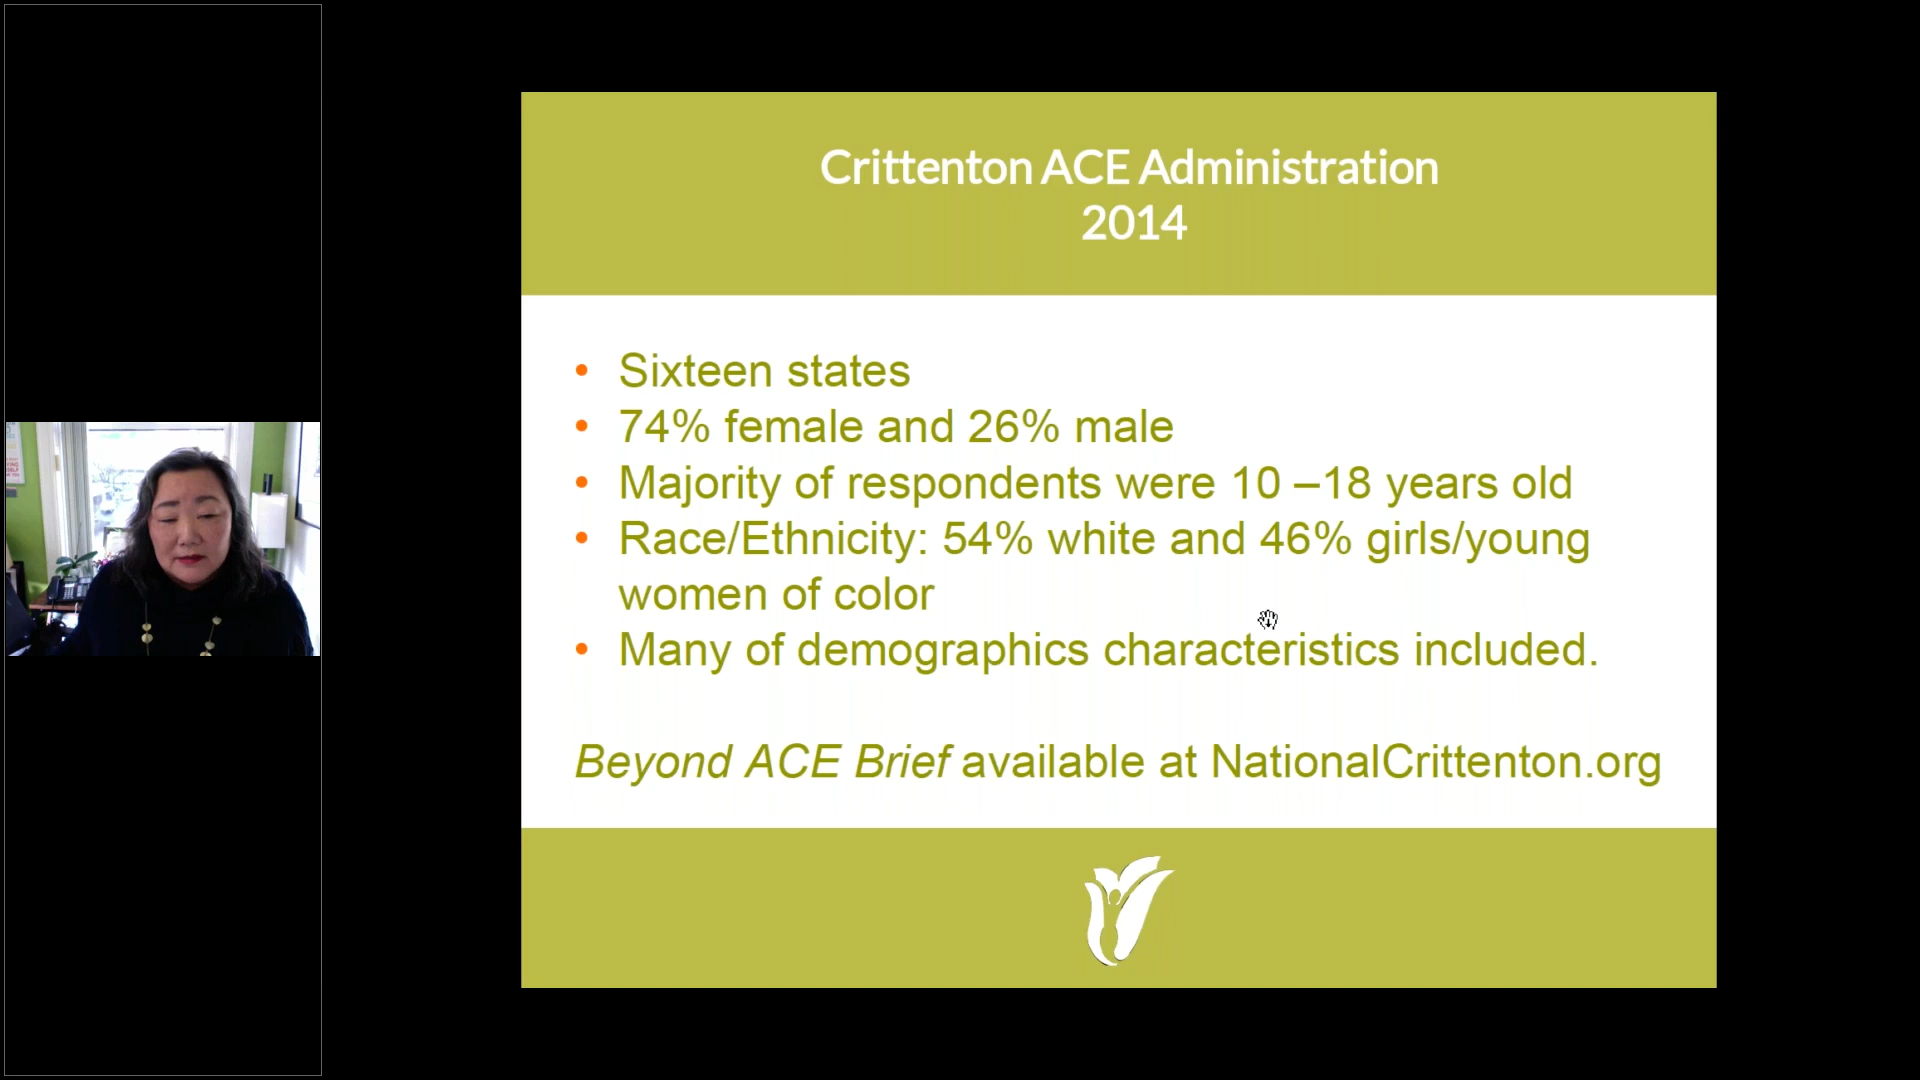 Crittenton ACE Administration
2014
• Sixteen states
• 74% female and 26% male
• Majority of respondents were 10 –18 years old
• Race/Ethnicity: 54% white and 46% girls/young
women of color
• Many of demographics characteristics included.
Beyond ACE Brief available at NationalCrittenton.org